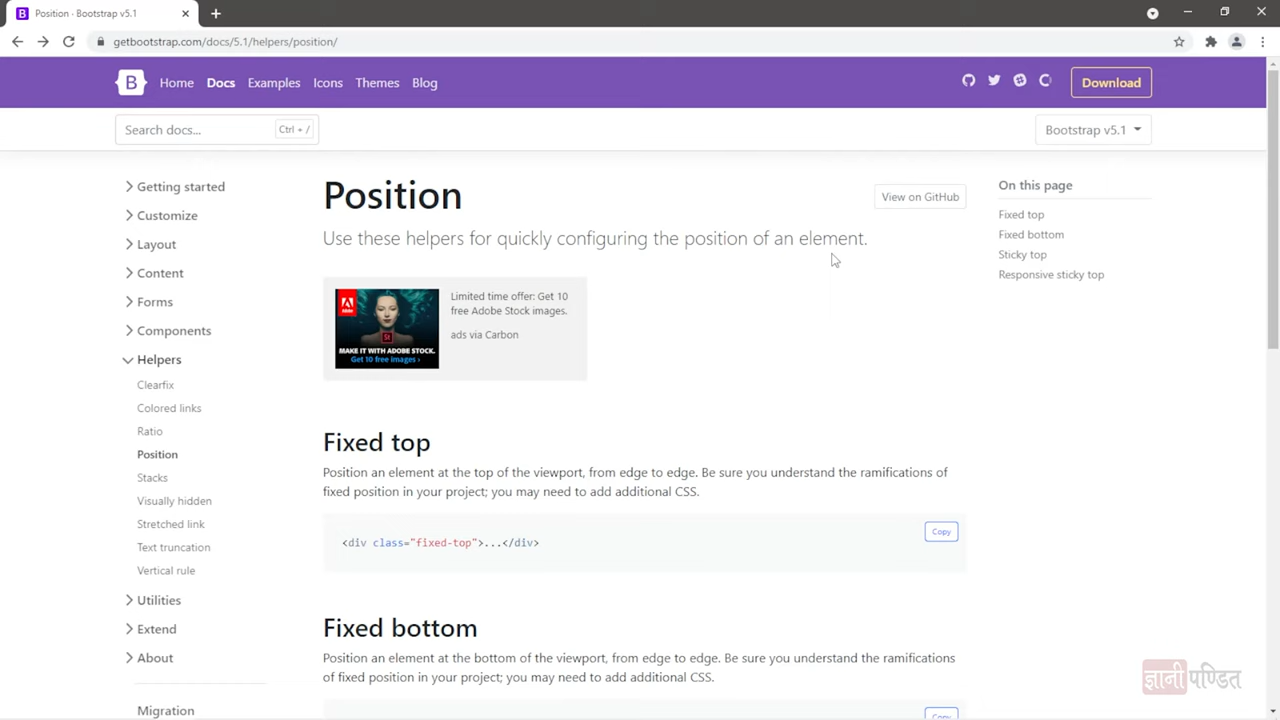 Position · Bootstrap v5.1
getbootstrap.com/docs/5.1/helpers/position/
B Home Docs Examples Icons Themes Blog Download
Search docs... Ctrl + / Bootstrap v5.1
Getting started
Customize
Layout
Content
Forms
Components
Helpers
Clearfix
Colored links
Ratio
Position
Stacks
Visually hidden
Stretched link
Text truncation
Vertical rule
Utilities
Extend
About
Migration
Position
View on GitHub
Use these helpers for quickly configuring the position of an element.
MAKE IT WITH ADOBE STOCK.
Get 10 free images ›
Limited time offer: Get 10
free Adobe Stock images.
ads via Carbon
Fixed top
Position an element at the top of the viewport, from edge to edge. Be sure you understand the ramifications of
fixed position in your project; you may need to add additional CSS.
Copy
<div class="fixed-top">...</div>
Fixed bottom
Position an element at the bottom of the viewport, from edge to edge. Be sure you understand the ramifications
of fixed position in your project; you may need to add additional CSS.
Copy
On this page
Fixed top
Fixed bottom
Sticky top
Responsive sticky top
ज्ञानी पण्डित